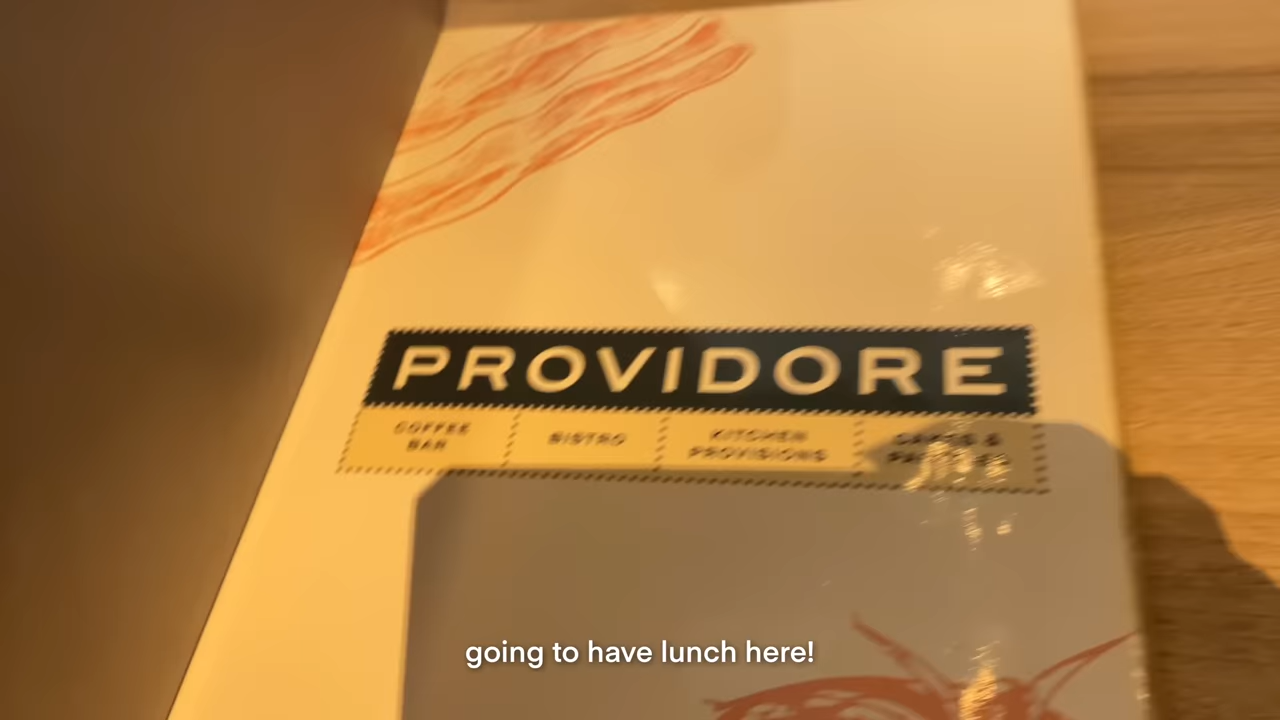 PROVIDORE
COFFEE
BAR
BISTRO
KITCHEN
PROVISIONS
going to have lunch here!